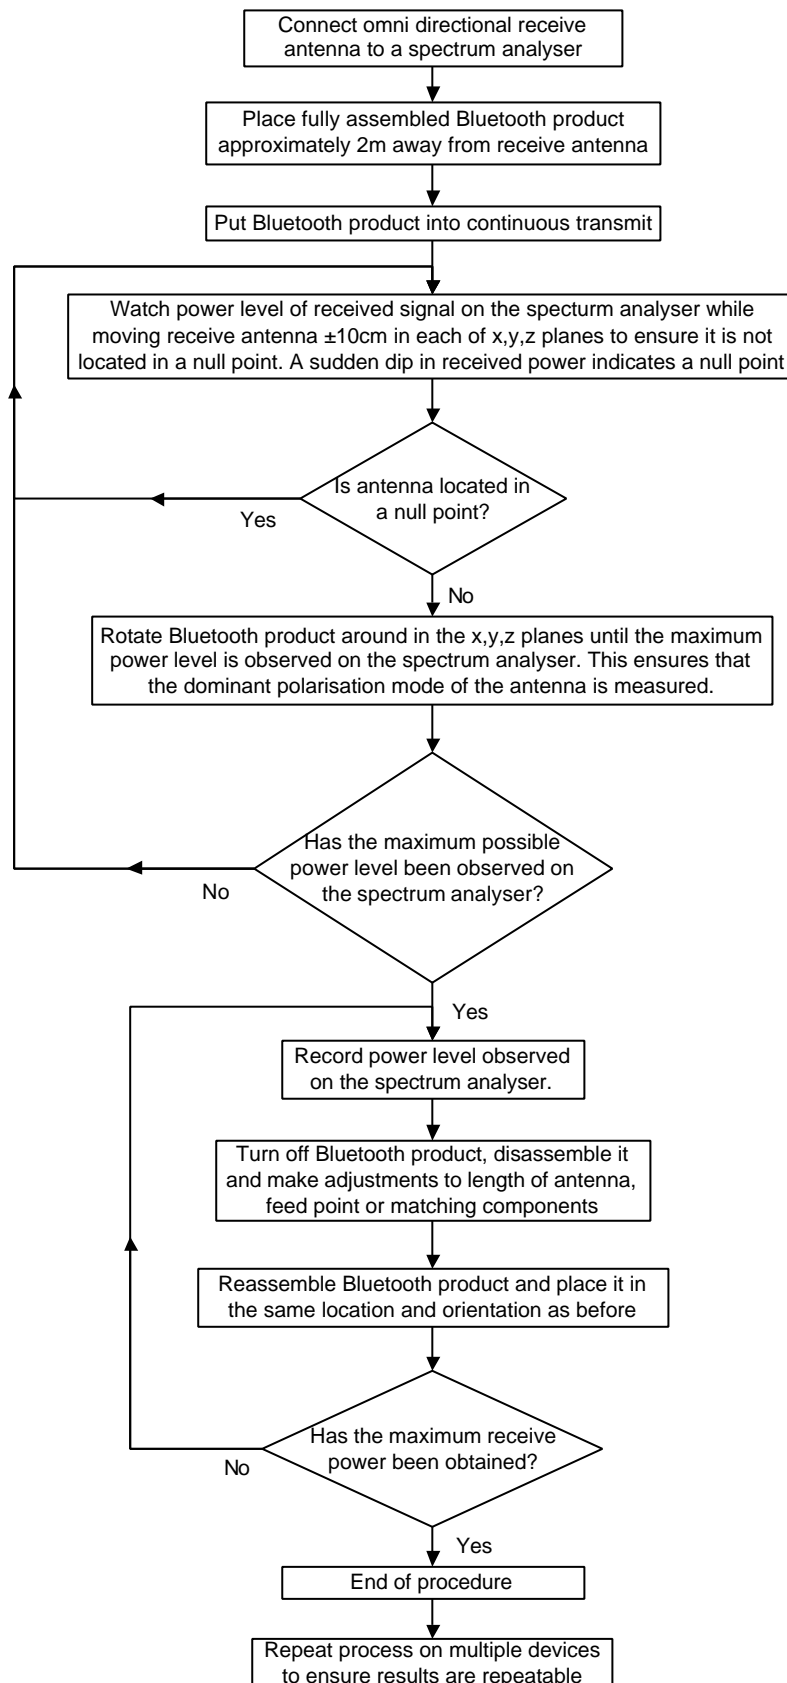 Connect omni directional receive
antenna to a spectrum analyser
Place fully assembled Bluetooth product
approximately 2m away from receive antenna
Put Bluetooth product into continuous transmit
Watch power level of received signal on the specturm analyser while
moving receive antenna ±10cm in each of x,y,z planes to ensure it is not
located in a null point. A sudden dip in received power indicates a null point
Is antenna located in
a null point?
Yes
No
Rotate Bluetooth product around in the x,y,z planes until the maximum
power level is observed on the spectrum analyser. This ensures that
the dominant polarisation mode of the antenna is measured.
Has the maximum possible
power level been observed on
the spectrum analyser?
No
Yes
Record power level observed
on the spectrum analyser.
Turn off Bluetooth product, disassemble it
and make adjustments to length of antenna,
feed point or matching components
Reassemble Bluetooth product and place it in
the same location and orientation as before
Has the maximum receive
power been obtained?
No
Yes
End of procedure
Repeat process on multiple devices
to ensure results are repeatable